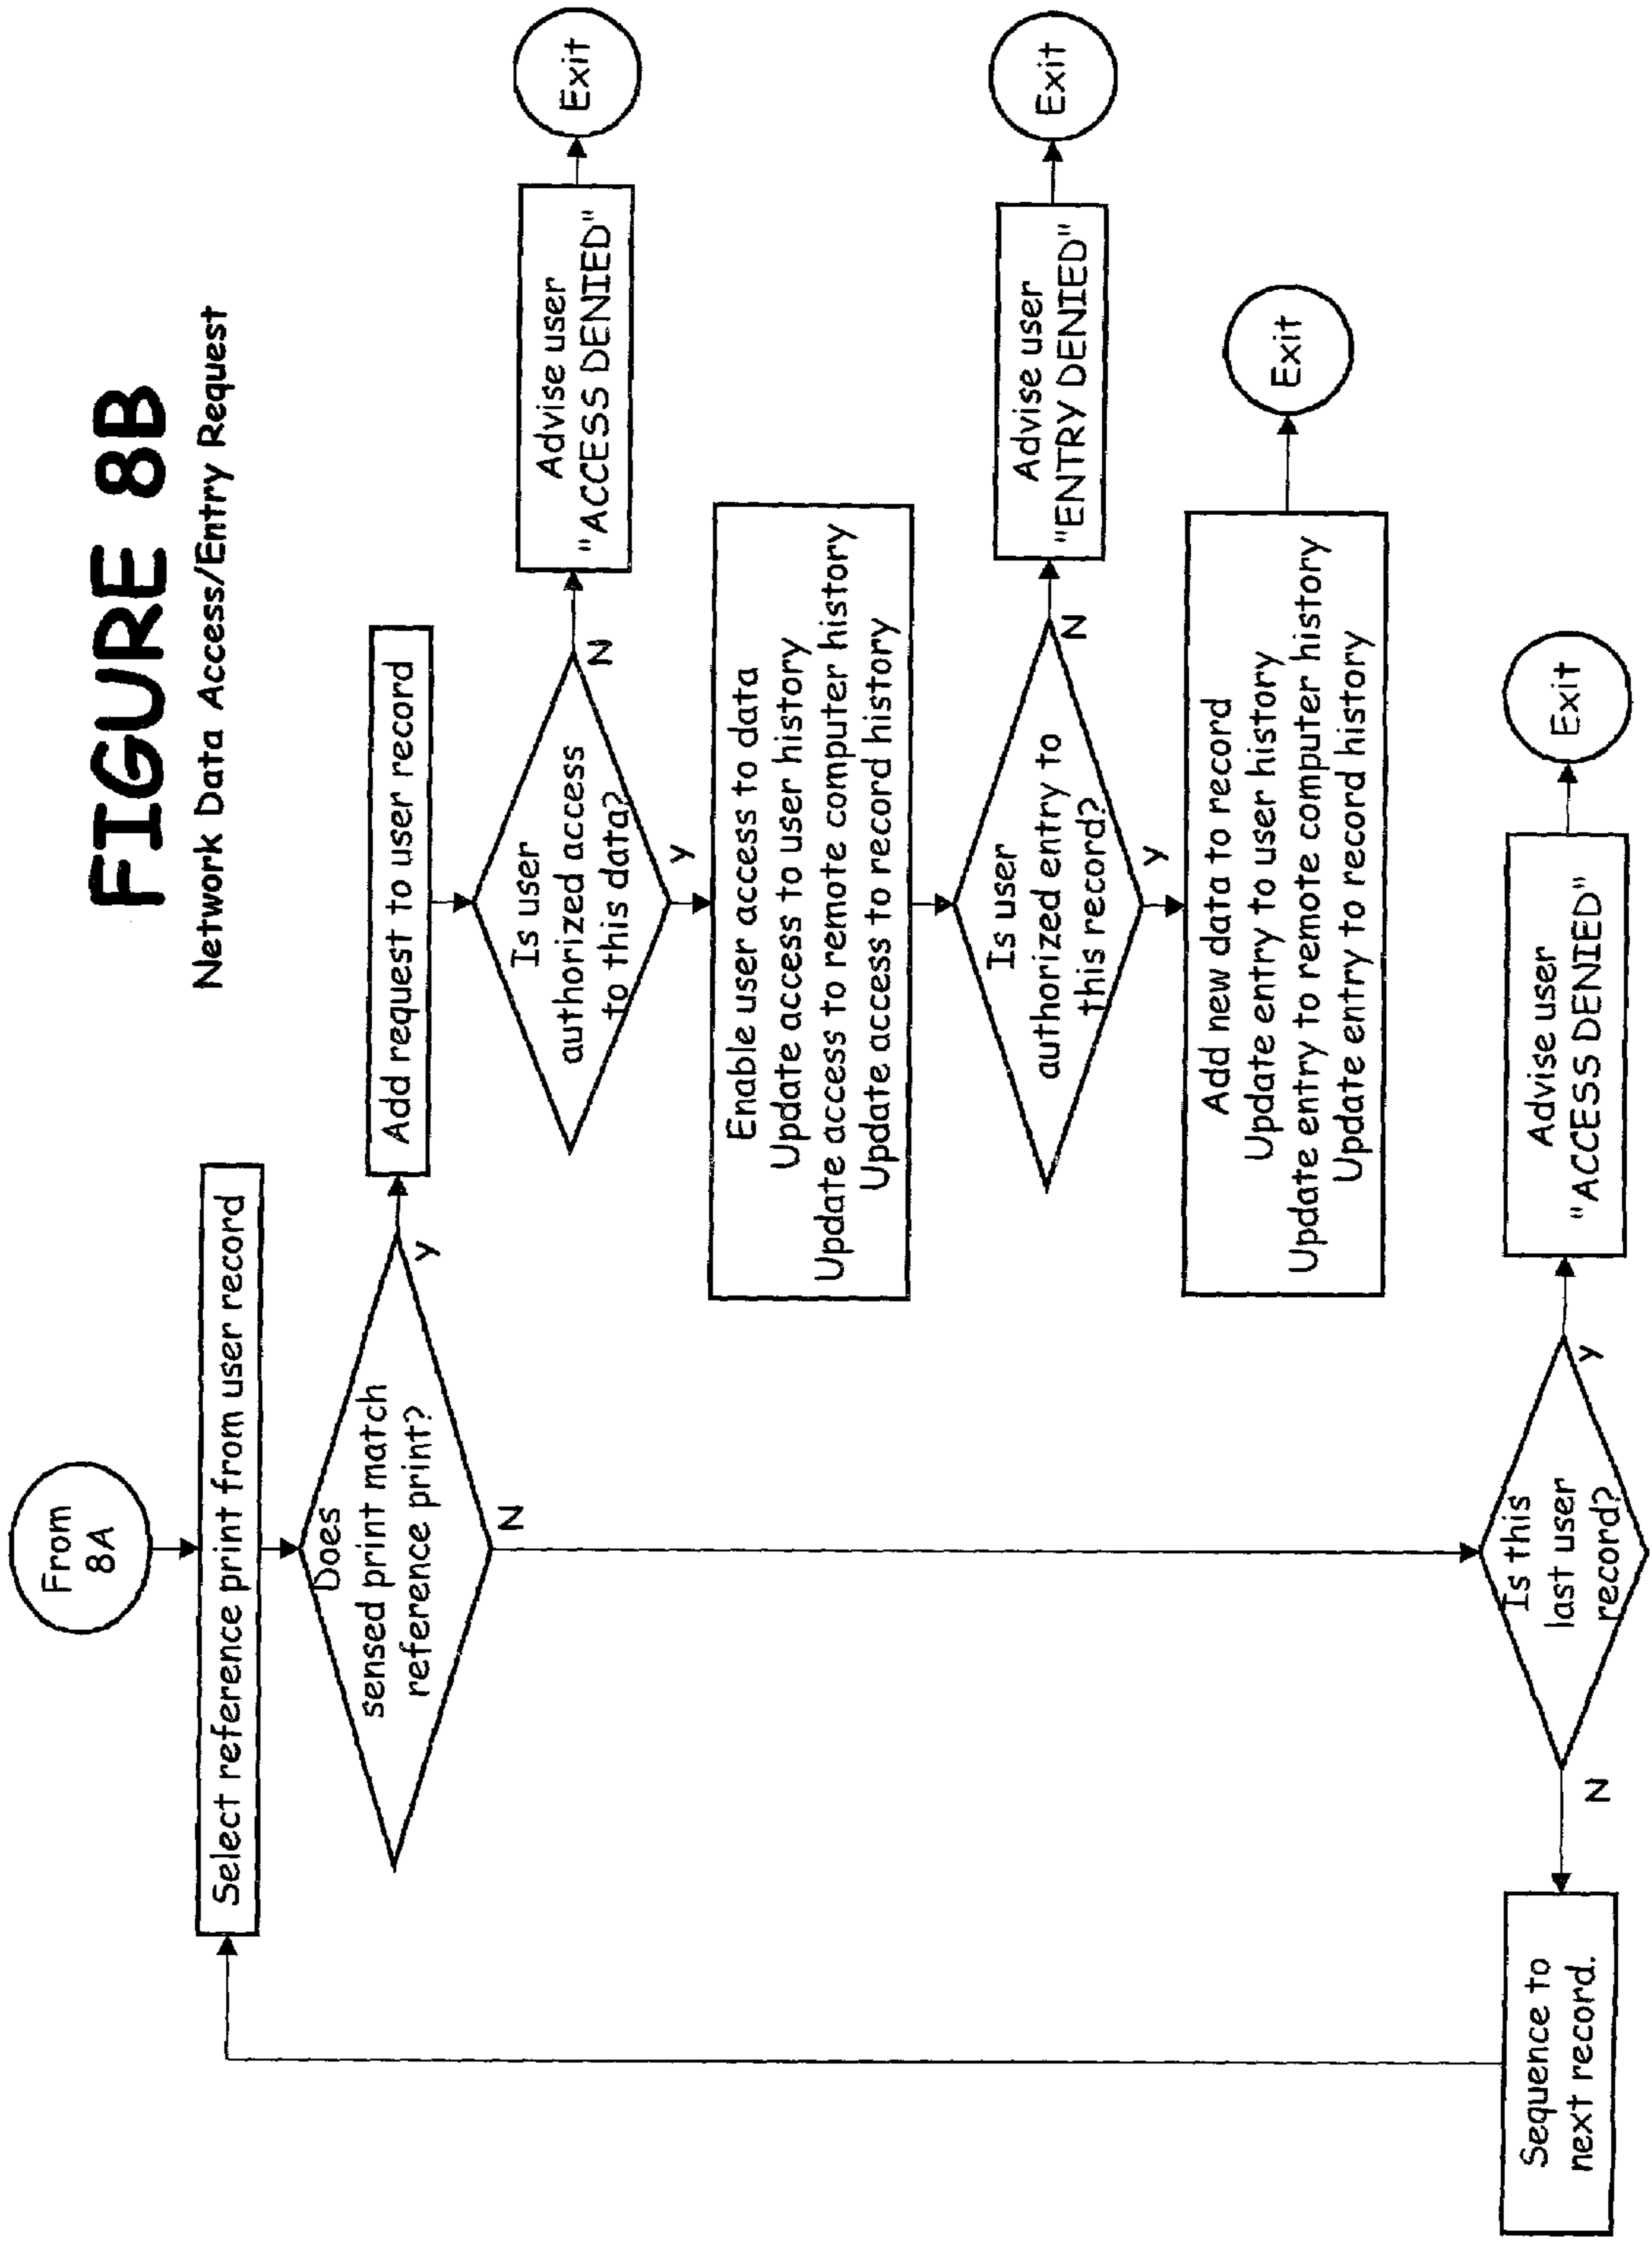 FIGURE 8B
Network Data Access/Entry Request
From
8A
Select reference print from user record
Does
sensed print match
reference print?
Y
N
Add request to user record
Is user
authorized access
to this data?
N
Y
Advise user
"ACCESS DENIED"
Exit
Enable user access to data
Update access to user history
Update access to remote computer history
Update access to record history
Is user
authorized entry to
this record?
N
Y
Advise user
"ENTRY DENIED"
Exit
Add new data to record
Update entry to user history
Update entry to remote computer history
Update entry to record history
Exit
Is this
last user
record?
Y
N
Advise user
"ACCESS DENIED"
Exit
Sequence to
next record.